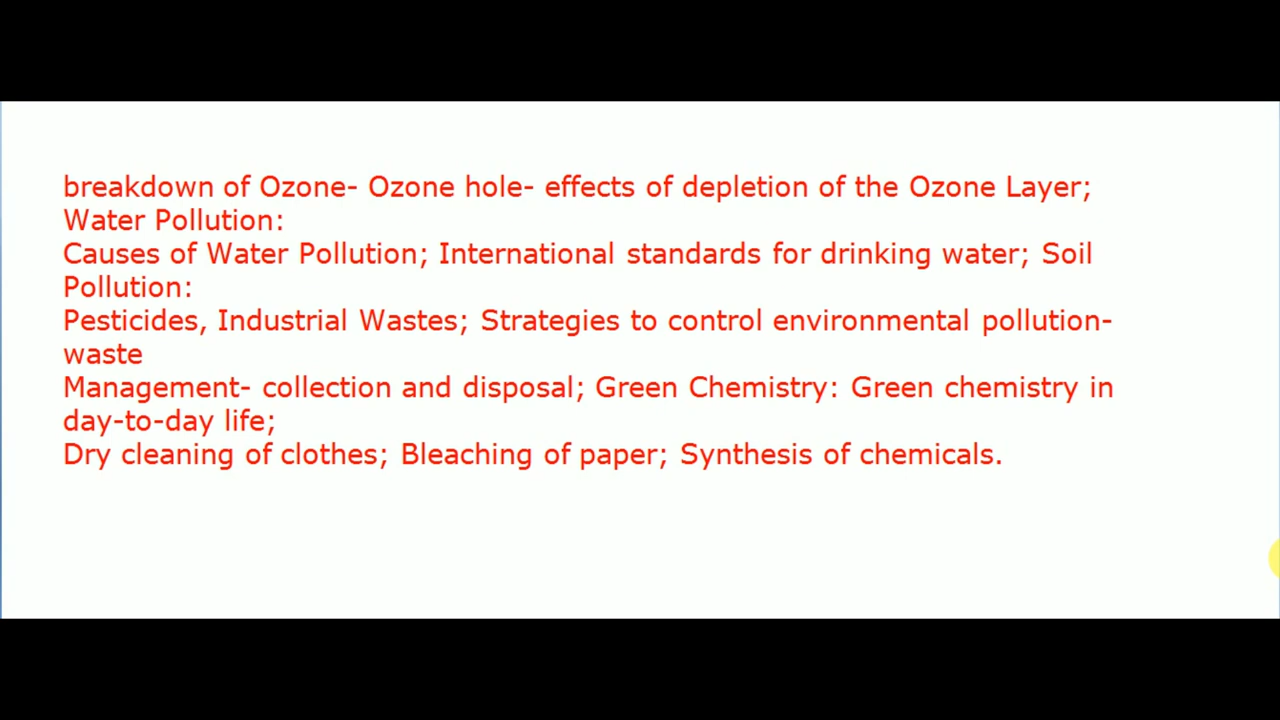 breakdown of Ozone- Ozone hole- effects of depletion of the Ozone Layer;
Water Pollution:
Causes of Water Pollution; International standards for drinking water; Soil
Pollution:
Pesticides, Industrial Wastes; Strategies to control environmental pollution-
waste
Management- collection and disposal; Green Chemistry: Green chemistry in
day-to-day life;
Dry cleaning of clothes; Bleaching of paper; Synthesis of chemicals.